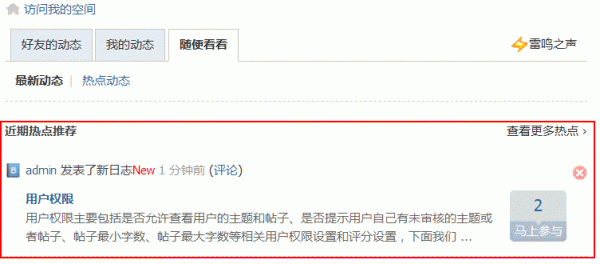 访问我的空间
好友的动态 我的动态 随便看看 雷鸣之声
最新动态 | 热点动态
近期热点推荐 查看更多热点 ›
admin 发表了新日志New 1 分钟前 (评论)
用户权限
2
用户权限主要包括是否允许查看用户的主题和帖子、是否提示用户自己有未审核的主题或
者帖子、帖子最小字数、帖子最大字数等相关用户权限设置和评分设置，下面我们 ...
马上参与